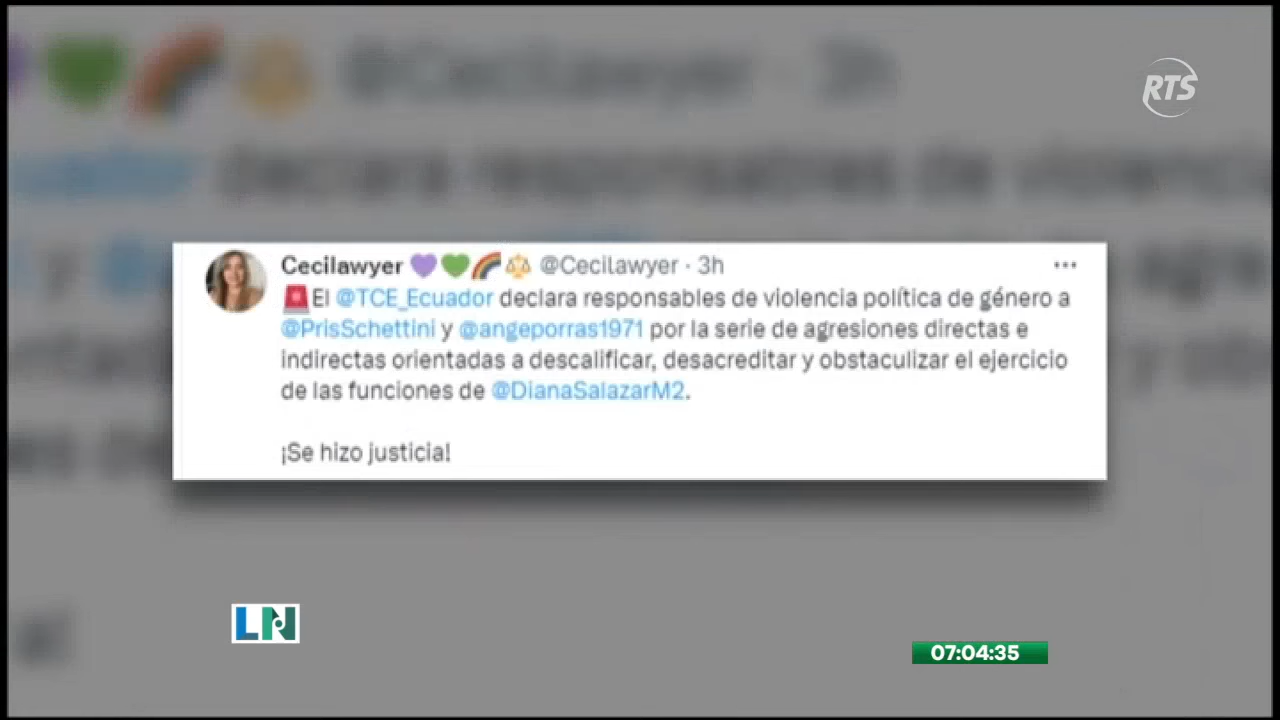 RTS
Cecilawyer 💜💚🌈⚖️ @Cecilawyer · 3h
🚨El @TCE_Ecuador declara responsables de violencia política de género a
@PrisSchettini y @angeporras1971 por la serie de agresiones directas e
indirectas orientadas a descalificar, desacreditar y obstaculizar el ejercicio
de las funciones de @DianaSalazarM2.
¡Se hizo justicia!
LN
07:04:35